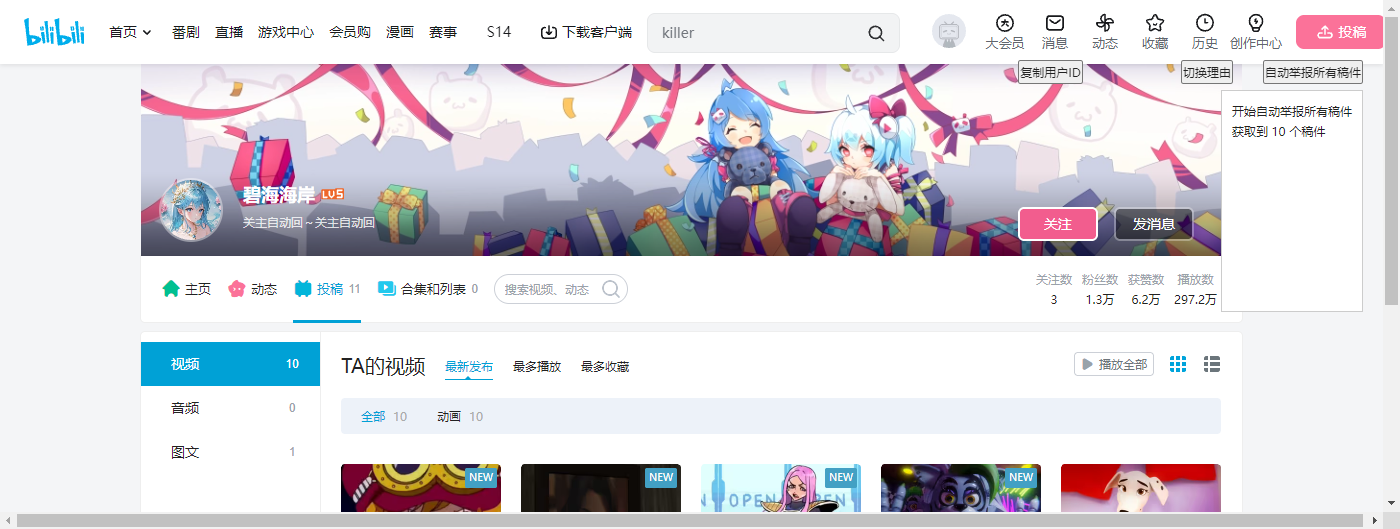 bilibili
首页 番剧 直播 游戏中心 会员购 漫画 赛事 S14 下载客户端 killer 大会员 消息 动态 收藏 历史 创作中心 投稿
复制用户ID 切换理由 自动举报所有稿件
开始自动举报所有稿件
获取到 10 个稿件
碧海海岸 LV5
关主自动回～关主自动回
关注 发消息
主页 动态 投稿 11 合集和列表 0 搜索视频、动态
关注数 粉丝数 获赞数 播放数
3 1.3万 6.2万 297.2万
视频 10
音频 0
图文 1
TA的视频 最新发布 最多播放 最多收藏 播放全部
全部 10 动画 10
NEW NEW NEW NEW
OPEN OPEN